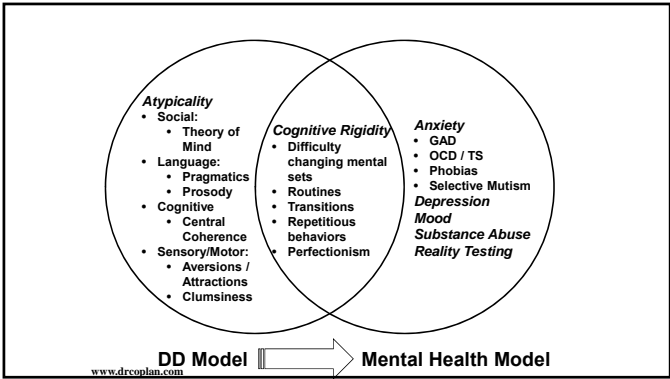 Atypicality
• Social:
• Theory of
Mind
• Language:
• Pragmatics
• Prosody
• Cognitive
• Central
Coherence
• Sensory/Motor:
• Aversions /
Attractions
• Clumsiness
Cognitive Rigidity
• Difficulty
changing mental
sets
• Routines
• Transitions
• Repetitious
behaviors
• Perfectionism
Anxiety
• GAD
• OCD / TS
• Phobias
• Selective Mutism
Depression
Mood
Substance Abuse
Reality Testing
DD Model
Mental Health Model
www.drcoplan.com